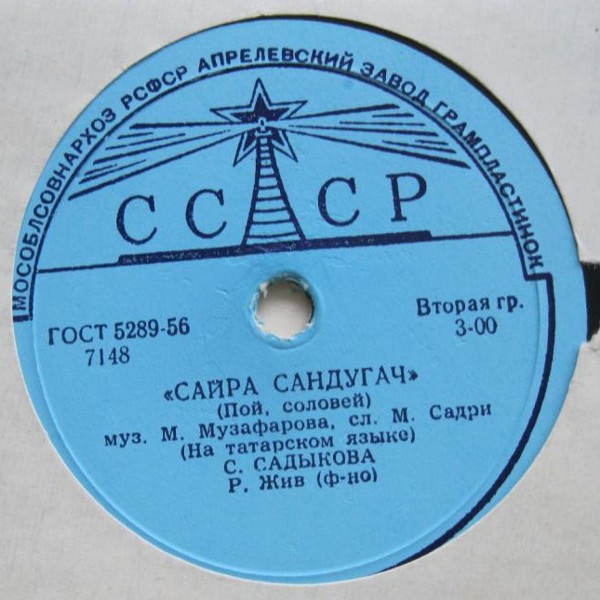 МОСОБЛСОВНАРХОЗ РСФСР АПРЕЛЕВСКИЙ ЗАВОД ГРАМПЛАСТИНОК
СССР
ГОСТ 5289-56
7148
Вторая гр.
3-00
«САЙРА САНДУГАЧ»
(Пой, соловей)
муз. М. Музафарова, сл. М. Садри
(На татарском языке)
С. САДЫКОВА
Р. Жив (ф-но)